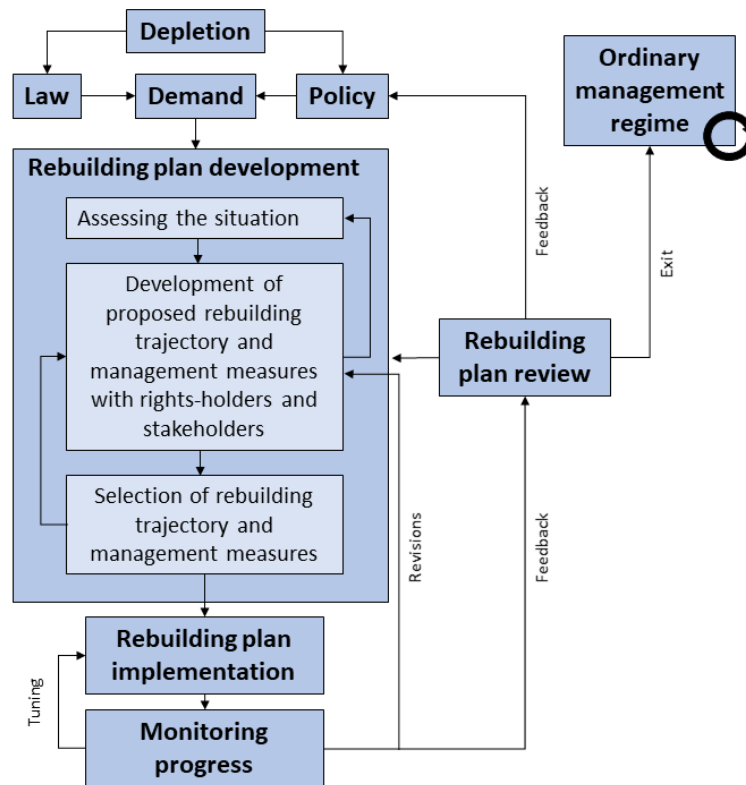 Depletion
Law
Demand
Policy
Ordinary
management
regime
Rebuilding plan development
Assessing the situation
Development of
proposed rebuilding
trajectory and
management measures
with rights-holders and
stakeholders
Selection of rebuilding
trajectory and
management measures
Feedback
Exit
Rebuilding
plan review
Revisions
Feedback
Rebuilding plan
implementation
Tuning
Monitoring
progress